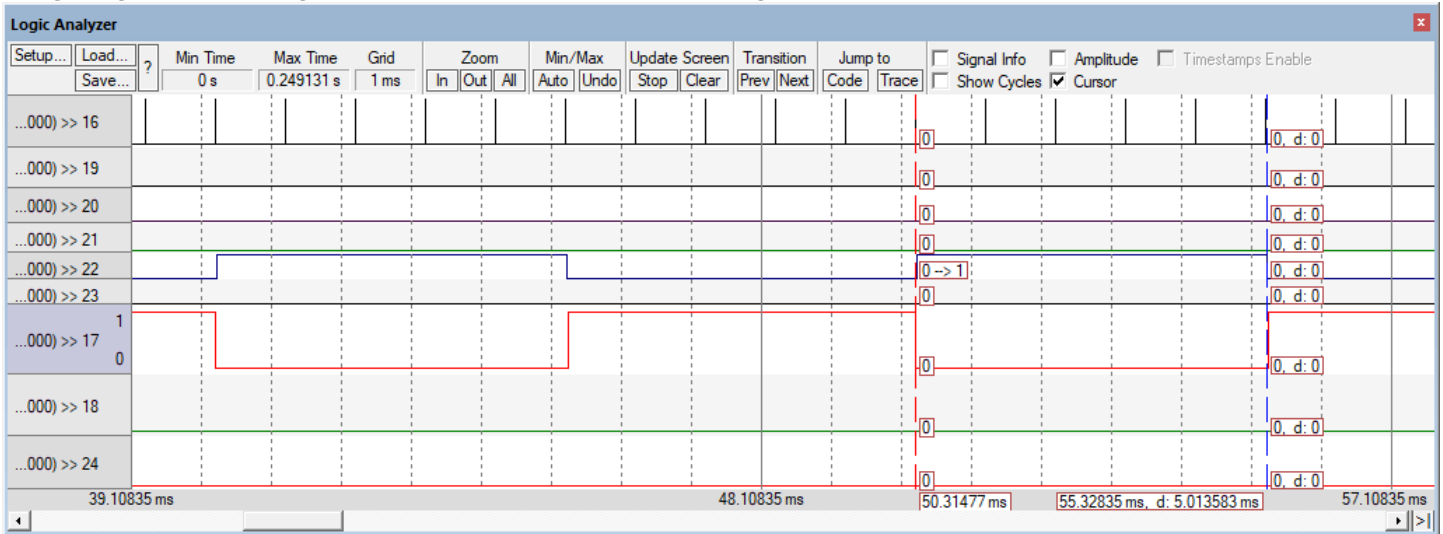 Logic Analyzer
Setup... Load... ? Min Time Max Time Grid Zoom Min/Max Update Screen Transition Jump to Signal Info Amplitude Timestamps Enable
Save... 0 s 0.249131 s 1 ms In Out All Auto Undo Stop Clear Prev Next Code Trace Show Cycles Cursor
...000) >> 16 0 0, d: 0
...000) >> 19 0 0, d: 0
...000) >> 20 0 0, d: 0
...000) >> 21 0 0, d: 0
...000) >> 22 0 --> 1 0, d: 0
...000) >> 23 0 0, d: 0
1
...000) >> 17
0 0 0, d: 0
...000) >> 18 0 0, d: 0
...000) >> 24 0 0, d: 0
39.10835 ms 48.10835 ms 50.31477 ms 55.32835 ms, d: 5.013583 ms 57.10835 ms